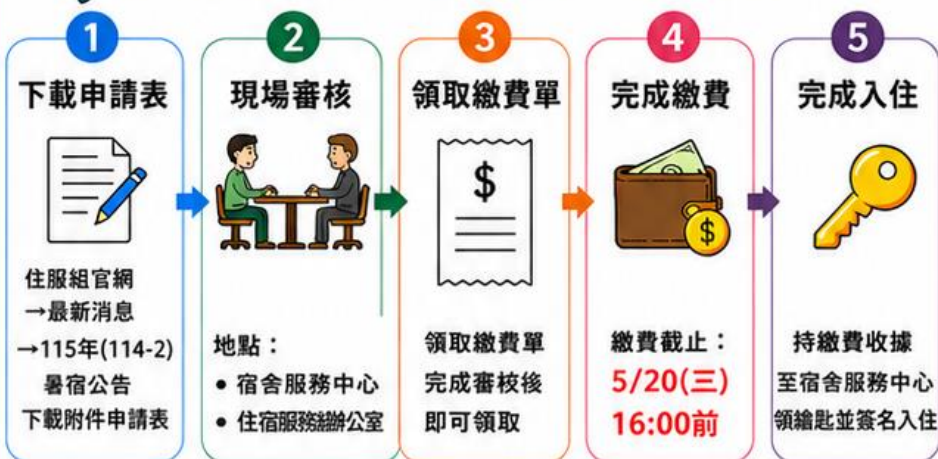 1
下載申請表
住服組官網
→最新消息
→115年(114-2)
暑宿公告
下載附件申請表
2
現場審核
地點：
• 宿舍服務中心
• 住宿服務辦公室
3
領取繳費單
$
領取繳費單
完成審核後
即可領取
4
完成繳費
$
繳費截止：
5/20(三)
16:00前
5
完成入住
持繳費收據
至宿舍服務中心
領鑰匙並簽名入住